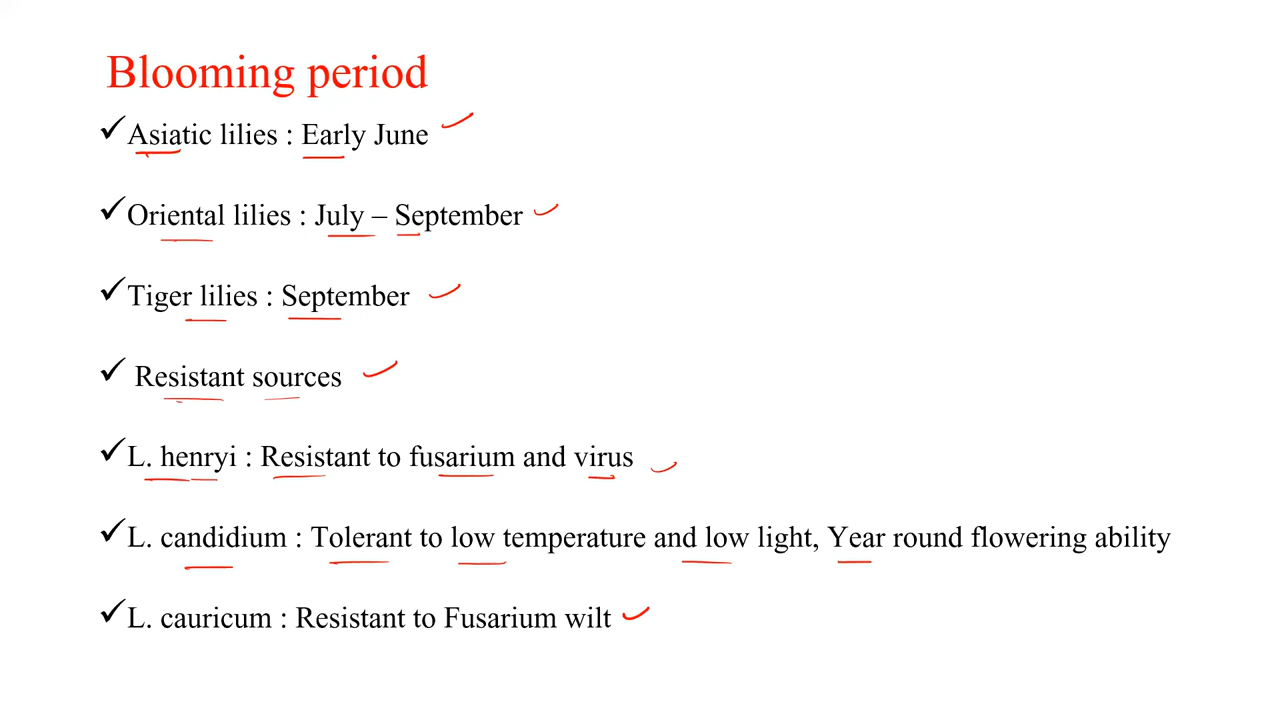 Blooming period
✓ Asiatic lilies : Early June
✓ Oriental lilies : July – September
✓ Tiger lilies : September
✓ Resistant sources
✓ L. henryi : Resistant to fusarium and virus
✓ L. candidium : Tolerant to low temperature and low light, Year round flowering ability
✓ L. cauricum : Resistant to Fusarium wilt